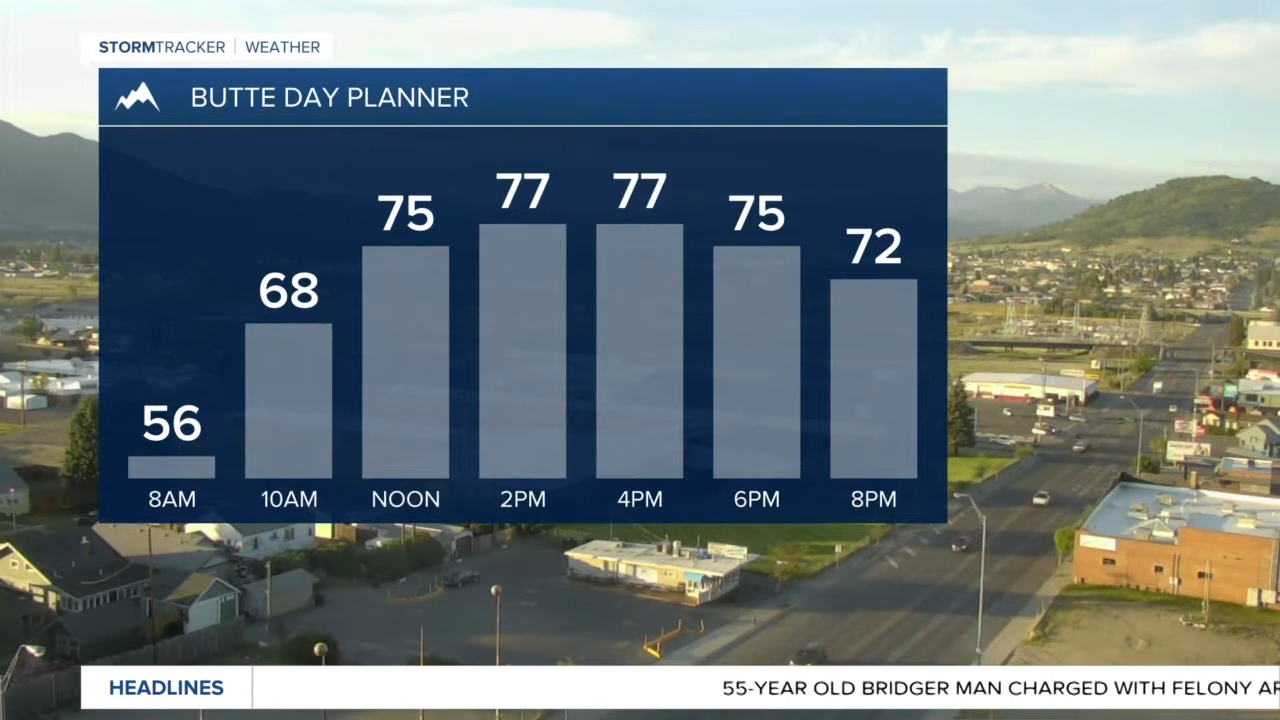 STORMTRACKER | WEATHER
BUTTE DAY PLANNER
56 68 75 77 77 75 72
8AM 10AM NOON 2PM 4PM 6PM 8PM
HEADLINES
55-YEAR OLD BRIDGER MAN CHARGED WITH FELONY